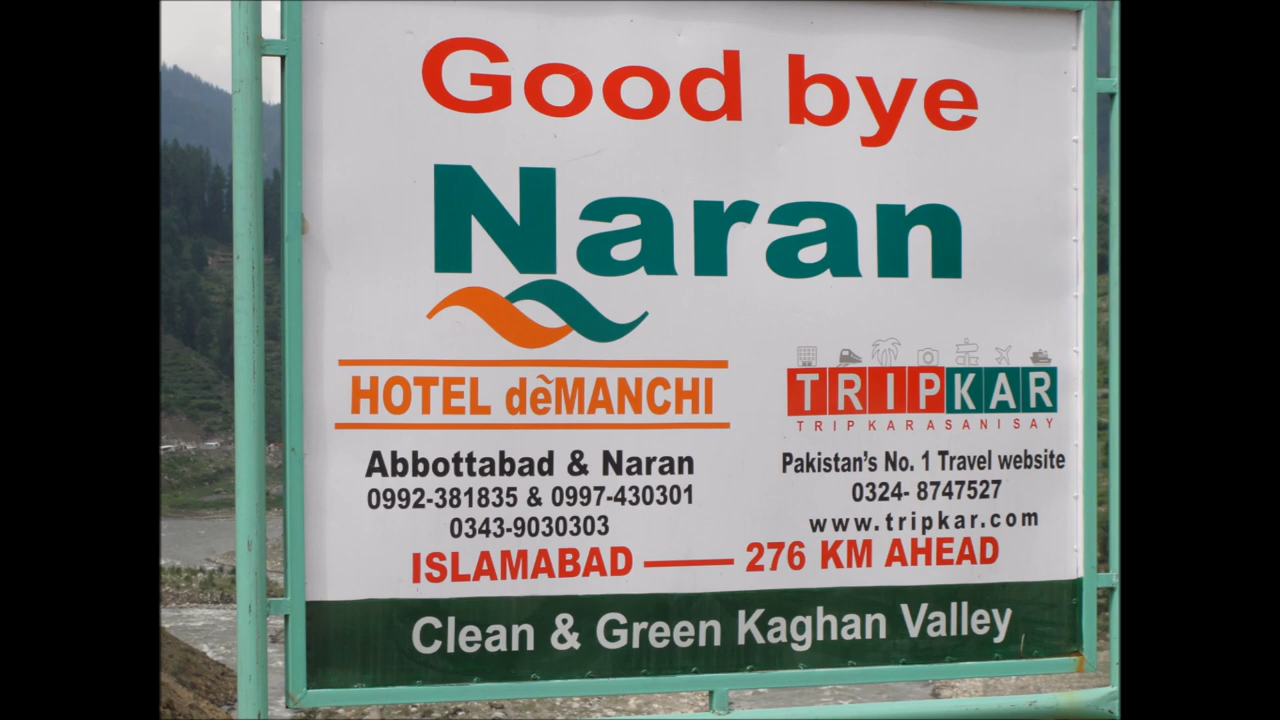 Good bye
Naran
HOTEL dẽMANCHI
Abbottabad & Naran
0992-381835 & 0997-430301
0343-9030303
TRIPKAR
TRIPKARASANISAY
Pakistan's No. 1 Travel website
0324- 8747527
www.tripkar.com
ISLAMABAD —— 276 KM AHEAD
Clean & Green Kaghan Valley